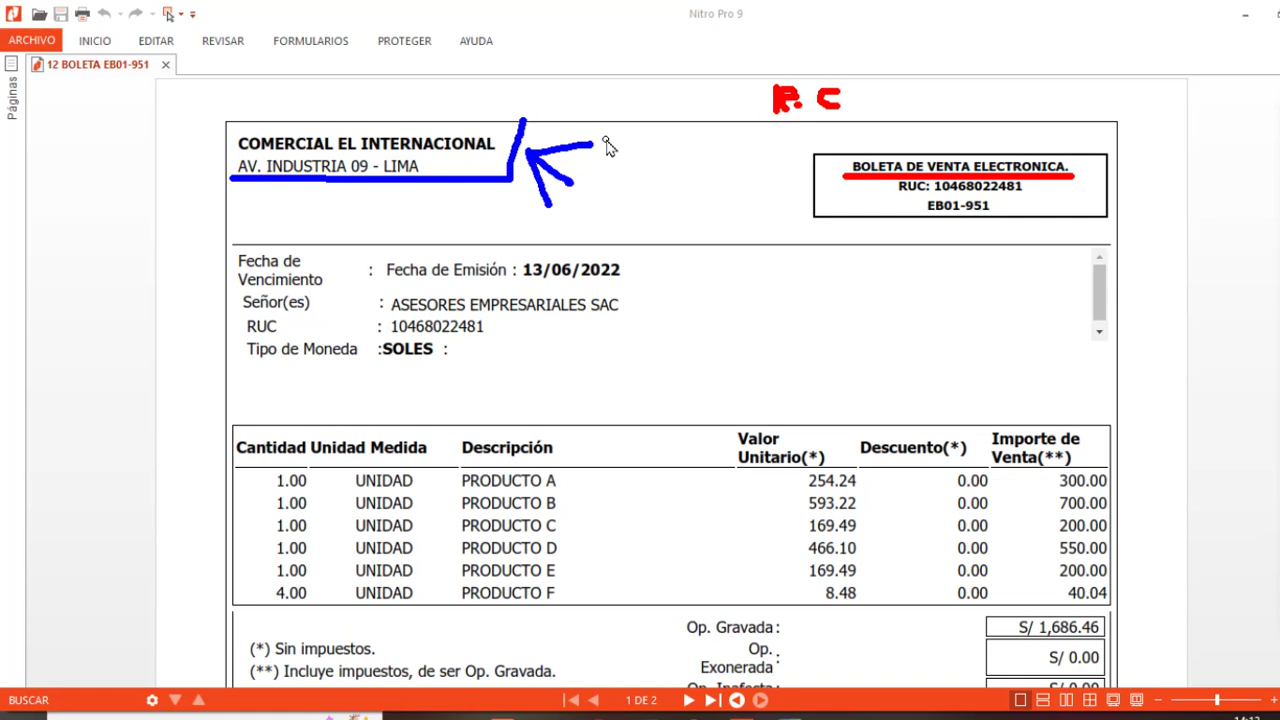 Nitro Pro 9
ARCHIVO INICIO EDITAR REVISAR FORMULARIOS PROTEGER AYUDA
12 BOLETA EB01-951
Páginas
R. C
COMERCIAL EL INTERNACIONAL
AV. INDUSTRIA 09 - LIMA
BOLETA DE VENTA ELECTRONICA.
RUC: 10468022481
EB01-951
Fecha de Vencimiento : Fecha de Emisión : 13/06/2022
Señor(es) : ASESORES EMPRESARIALES SAC
RUC : 10468022481
Tipo de Moneda :SOLES :
Cantidad Unidad Medida Descripción Valor Unitario(*) Descuento(*) Importe de Venta(**)
1.00 UNIDAD PRODUCTO A 254.24 0.00 300.00
1.00 UNIDAD PRODUCTO B 593.22 0.00 700.00
1.00 UNIDAD PRODUCTO C 169.49 0.00 200.00
1.00 UNIDAD PRODUCTO D 466.10 0.00 550.00
1.00 UNIDAD PRODUCTO E 169.49 0.00 200.00
4.00 UNIDAD PRODUCTO F 8.48 0.00 40.04
Op. Gravada : S/ 1,686.46
(*) Sin impuestos.
Op. Exonerada : S/ 0.00
(**) Incluye impuestos, de ser Op. Gravada.
BUSCAR 1 DE 2